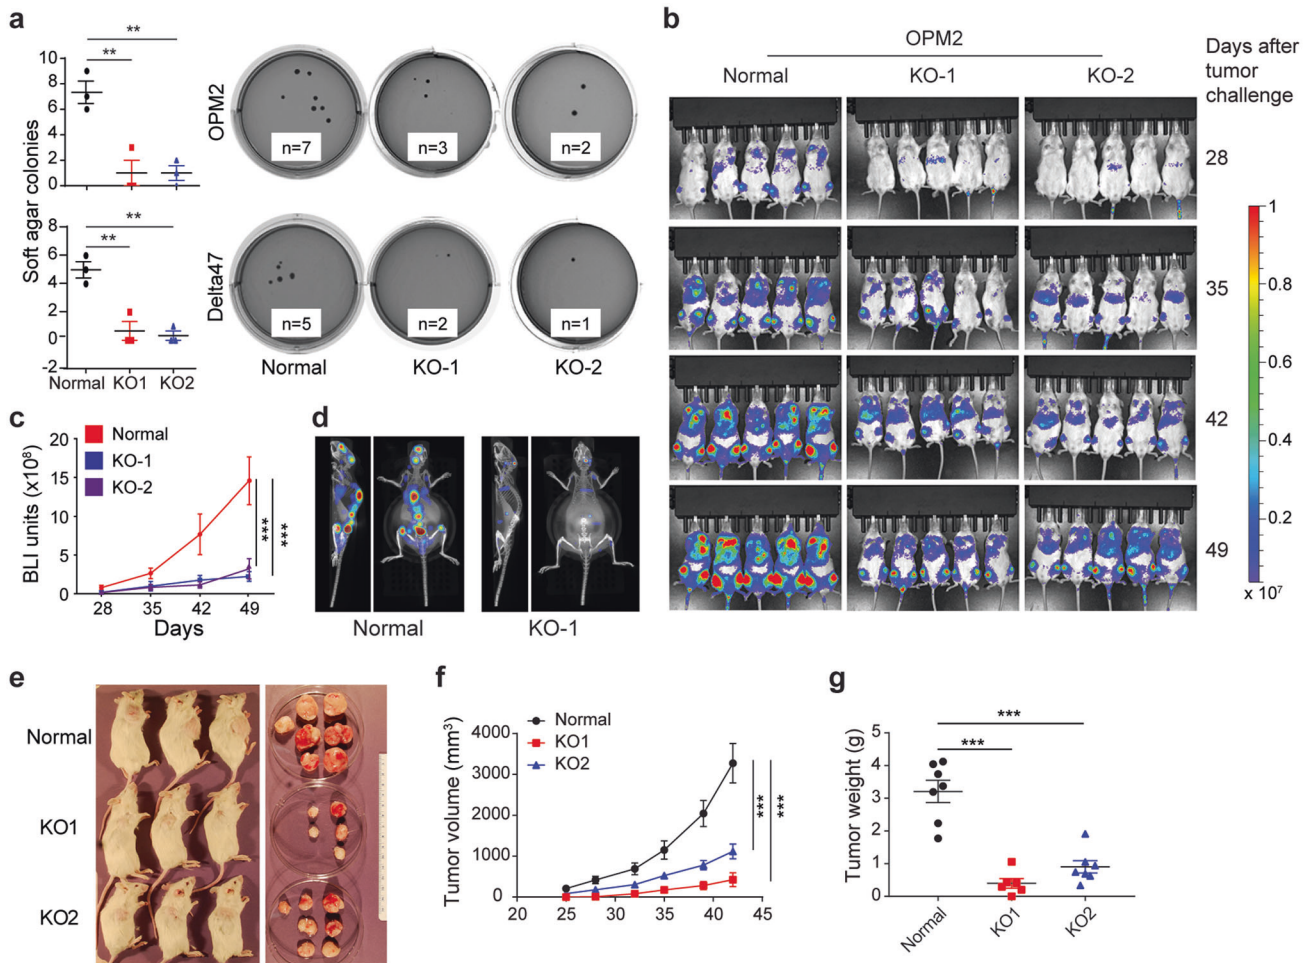 a
Soft agar colonies
10
8
6
4
2
0
**
**
6
4
2
0
-2
**
**
Normal KO1 KO2
OPM2
n=7
n=3
n=2
Delta47
n=5
n=2
n=1
Normal
KO-1
KO-2
b
OPM2
Normal
KO-1
KO-2
Days after
tumor
challenge
28
35
42
49
1
0.8
0.6
0.4
0.2
x 10⁷
c
BLI units (x10⁸)
20
15
10
5
0
Normal
KO-1
KO-2
***
***
28 35 42 49
Days
d
Normal
KO-1
e
Normal
KO1
KO2
f
Tumor volume (mm³)
4000
3000
2000
1000
0
Normal
KO1
KO2
***
***
20 25 30 35 40 45
g
Tumor weight (g)
5
4
3
2
1
0
***
***
Normal
KO1
KO2